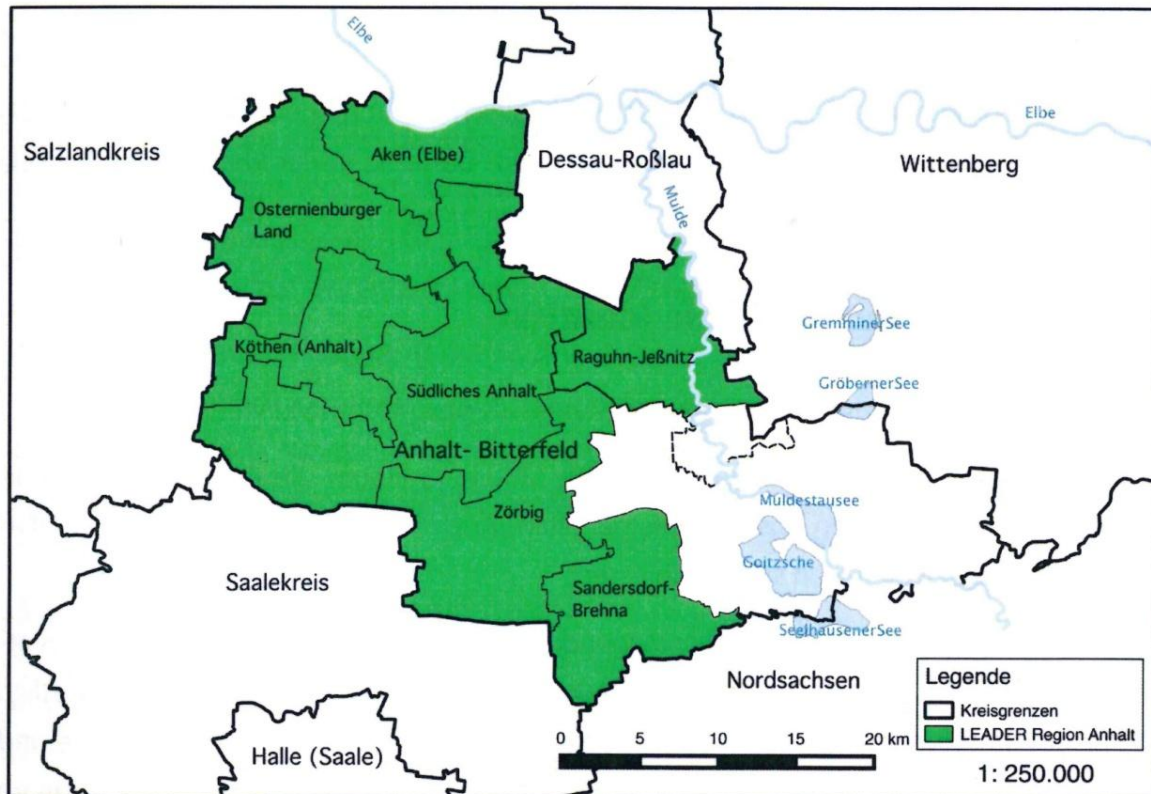 Elbe
Elbe
Salzlandkreis
Aken (Elbe)
Dessau-Roßlau
Wittenberg
Mulde
Osternienburger
Land
GremminerSee
Köthen (Anhalt)
Raguhn-Jeßnitz
GröbernerSee
Südliches Anhalt
Anhalt- Bitterfeld
Muldestausee
Zörbig
Goitzsche
Saalekreis
Sandersdorf-
Brehna
SeelhausenerSee
Nordsachsen
Legende
Kreisgrenzen
LEADER Region Anhalt
0 5 10 15 20 km
Halle (Saale)
1: 250.000